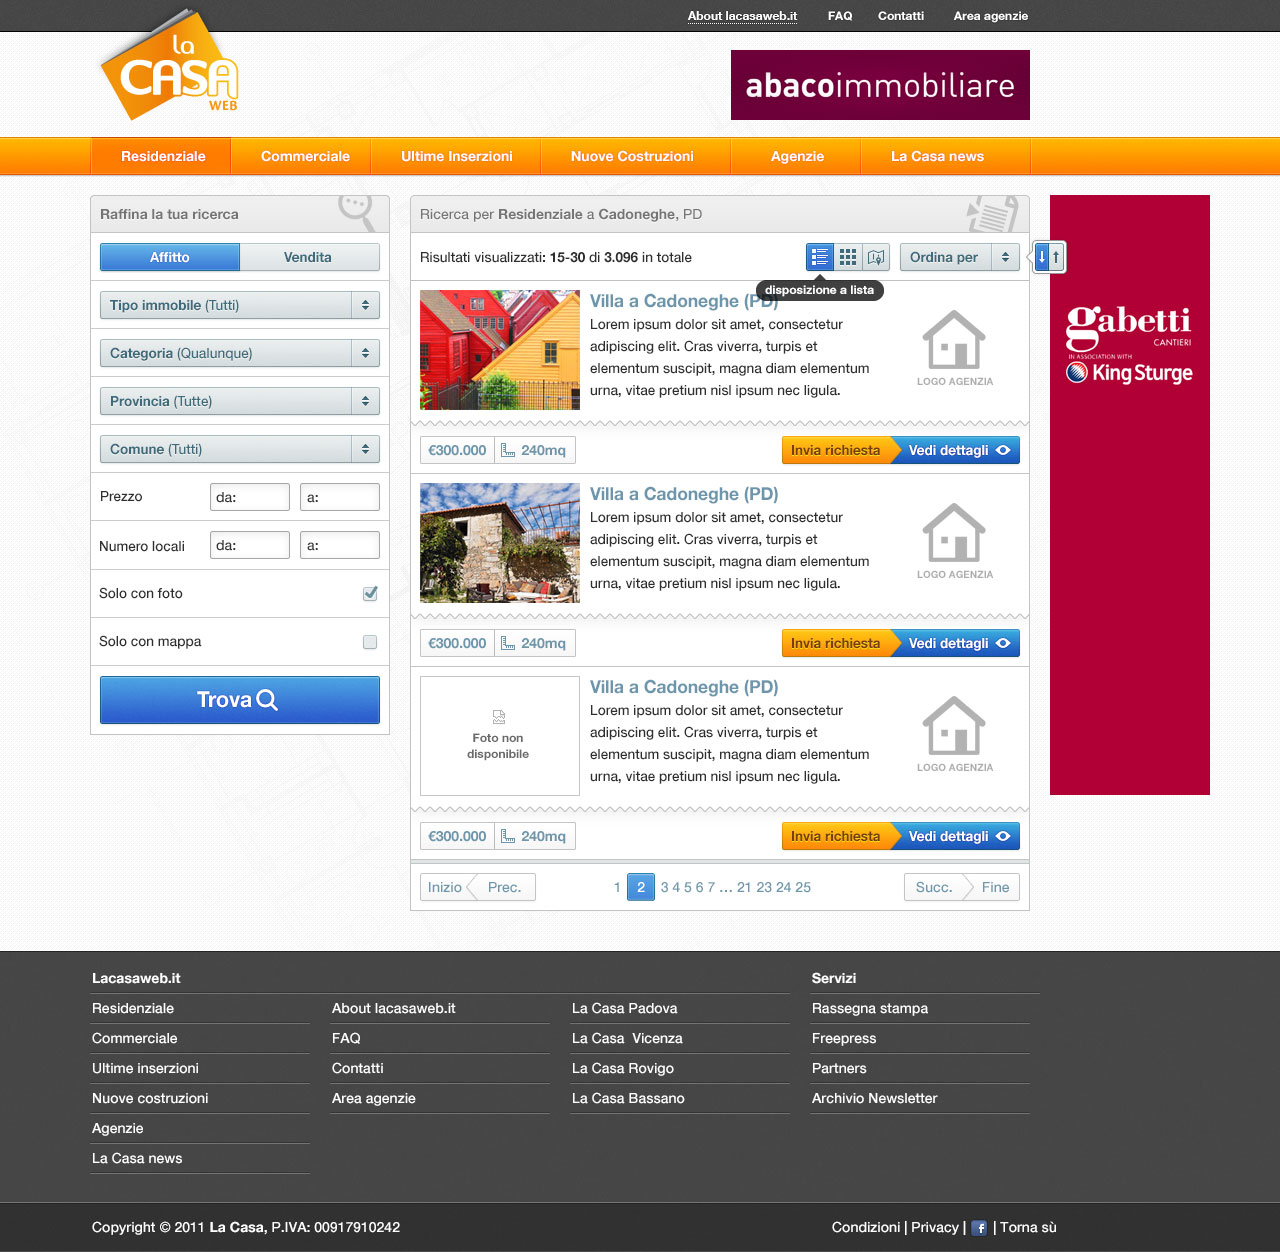 About lacasaweb.it FAQ Contatti Area agenzie
la
CASA
WEB
abacoimmobiliare
Residenziale Commerciale Ultime Inserzioni Nuove Costruzioni Agenzie La Casa news
Raffina la tua ricerca
Affitto Vendita
Tipo immobile (Tutti)
Categoria (Qualunque)
Provincia (Tutte)
Comune (Tutti)
Prezzo da: a:
Numero locali da: a:
Solo con foto
Solo con mappa
Trova
Ricerca per Residenziale a Cadoneghe, PD
Risultati visualizzati: 15-30 di 3.096 in totale
Ordina per
disposizione a lista
Villa a Cadoneghe (PD)
Lorem ipsum dolor sit amet, consectetur
adipiscing elit. Cras viverra, turpis et
elementum suscipit, magna diam elementum
urna, vitae pretium nisl ipsum nec ligula.
LOGO AGENZIA
€300.000 240mq Invia richiesta Vedi dettagli
Villa a Cadoneghe (PD)
Lorem ipsum dolor sit amet, consectetur
adipiscing elit. Cras viverra, turpis et
elementum suscipit, magna diam elementum
urna, vitae pretium nisl ipsum nec ligula.
LOGO AGENZIA
€300.000 240mq Invia richiesta Vedi dettagli
Foto non
disponibile
Villa a Cadoneghe (PD)
Lorem ipsum dolor sit amet, consectetur
adipiscing elit. Cras viverra, turpis et
elementum suscipit, magna diam elementum
urna, vitae pretium nisl ipsum nec ligula.
LOGO AGENZIA
€300.000 240mq Invia richiesta Vedi dettagli
Inizio Prec. 1 2 3 4 5 6 7 ... 21 23 24 25 Succ. Fine
gabetti
CANTIERI
IN ASSOCIATION WITH
King Sturge
Lacasaweb.it
Residenziale
Commerciale
Ultime inserzioni
Nuove costruzioni
Agenzie
La Casa news
About lacasaweb.it
FAQ
Contatti
Area agenzie
La Casa Padova
La Casa Vicenza
La Casa Rovigo
La Casa Bassano
Servizi
Rassegna stampa
Freepress
Partners
Archivio Newsletter
Copyright © 2011 La Casa, P.IVA: 00917910242
Condizioni | Privacy | f | Torna sù